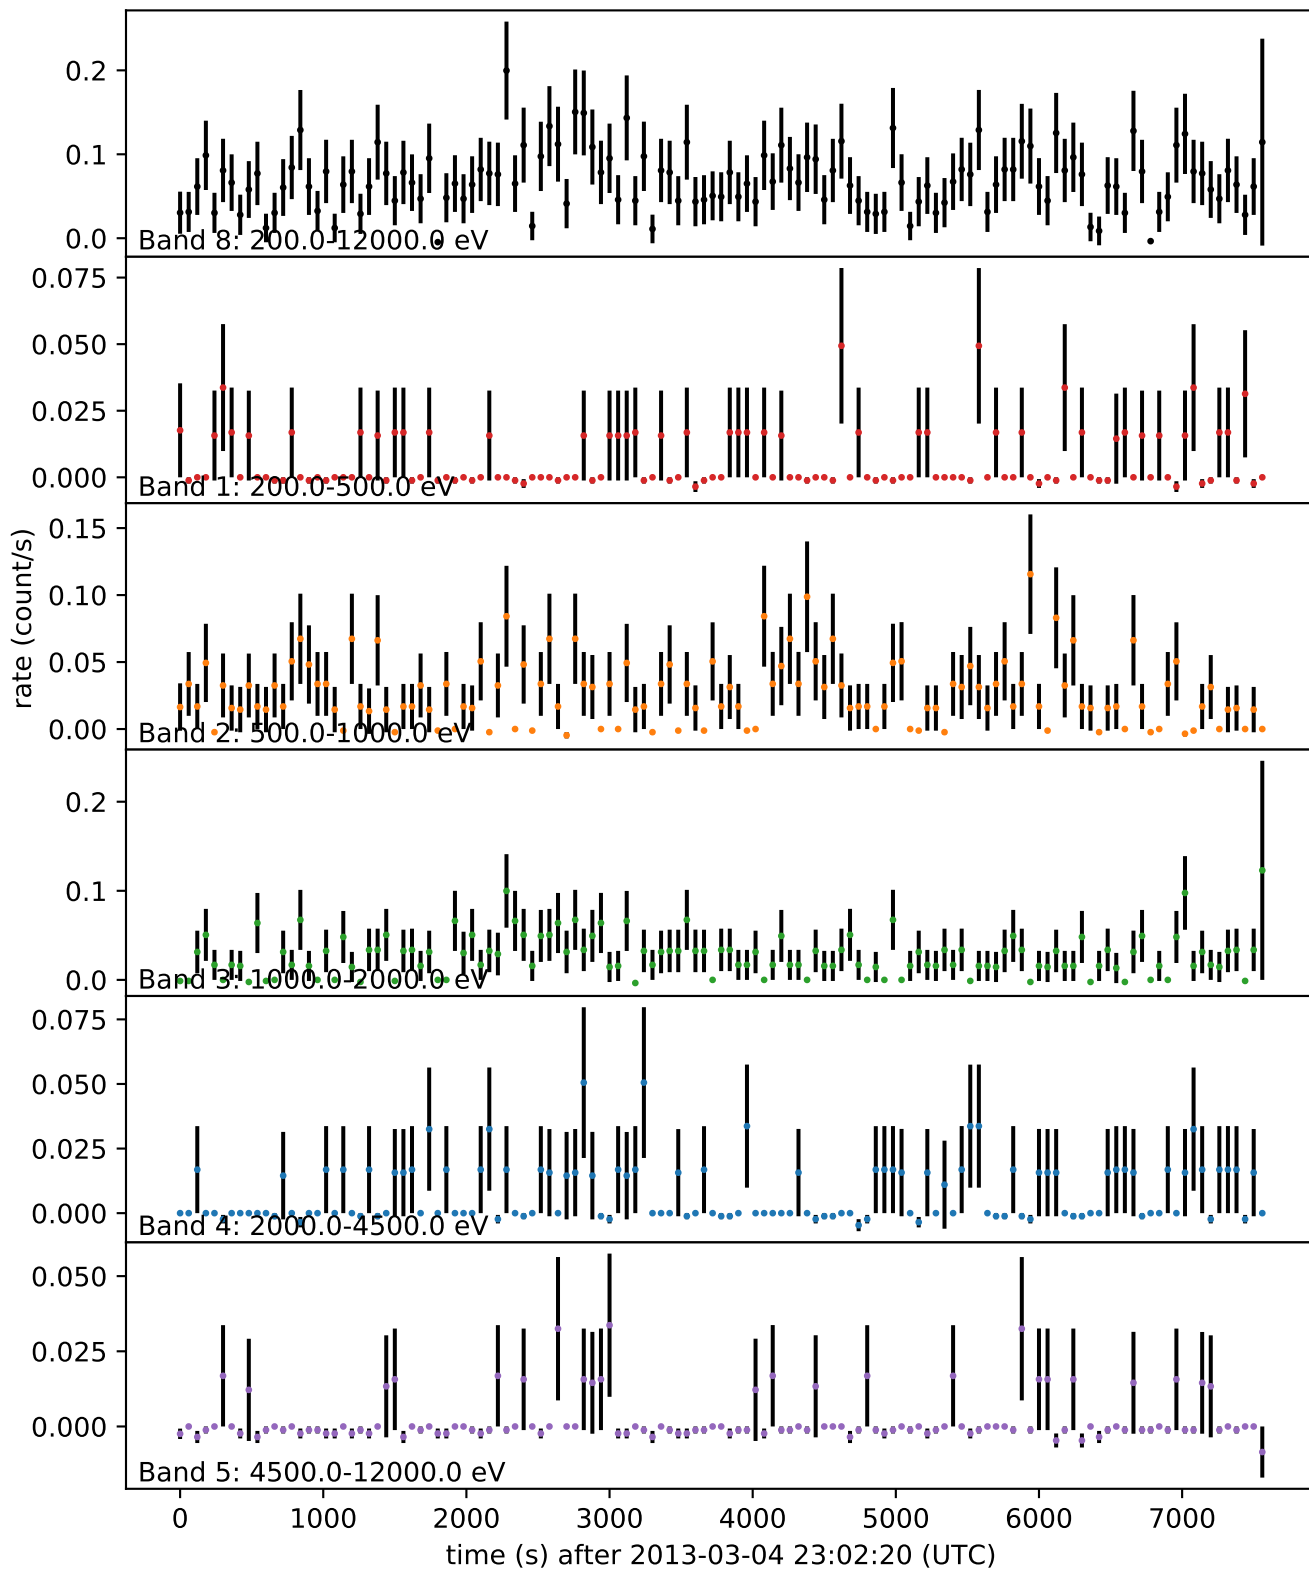 0.2
0.1
0.0
Band 8: 200.0-12000.0 eV
0.075
0.050
0.025
0.000
Band 1: 200.0-500.0 eV
rate (count/s)
0.15
0.10
0.05
0.00
Band 2: 500.0-1000.0 eV
0.2
0.1
0.0
Band 3: 1000.0-2000.0 eV
0.075
0.050
0.025
0.000
Band 4: 2000.0-4500.0 eV
0.050
0.025
0.000
Band 5: 4500.0-12000.0 eV
0 1000 2000 3000 4000 5000 6000 7000
time (s) after 2013-03-04 23:02:20 (UTC)